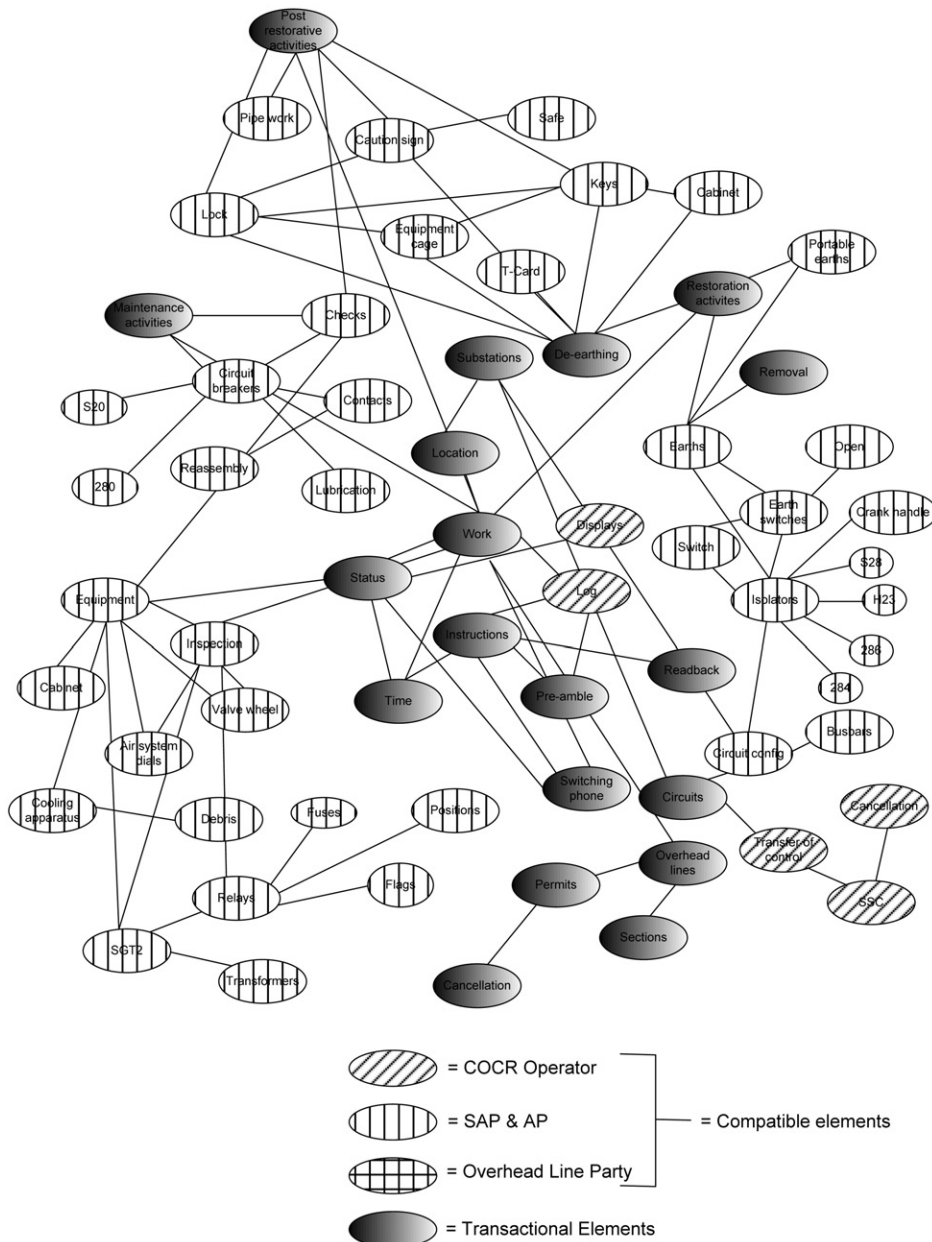 Post
restorative
activities
Pipe work
Caution sign
Safe
Keys
Cabinet
Lock
Equipment
cage
Portable
earths
T-Card
Restoration
activites
Maintenance
activities
Checks
Substations
De-earthing
Removal
Circuit
breakers
S20
Contacts
Earths
Open
Location
280
Reassembly
Lubrication
Earth
switches
Crank handle
Displays
Work
Switch
Status
S28
Equipment
Log
Isolators
H23
Inspection
Instructions
286
Cabinet
Readback
284
Valve wheel
Time
Pre-amble
Busbars
Air system
dials
Circuit config
Switching
phone
Circuits
Cancellation
Cooling
apparatus
Debris
Fuses
Positions
Transfer of
control
Overhead
lines
Permits
Flags
Relays
SSC
Sections
SGT2
Transformers
Cancellation
= COCR Operator
= SAP & AP
= Compatible elements
= Overhead Line Party
= Transactional Elements